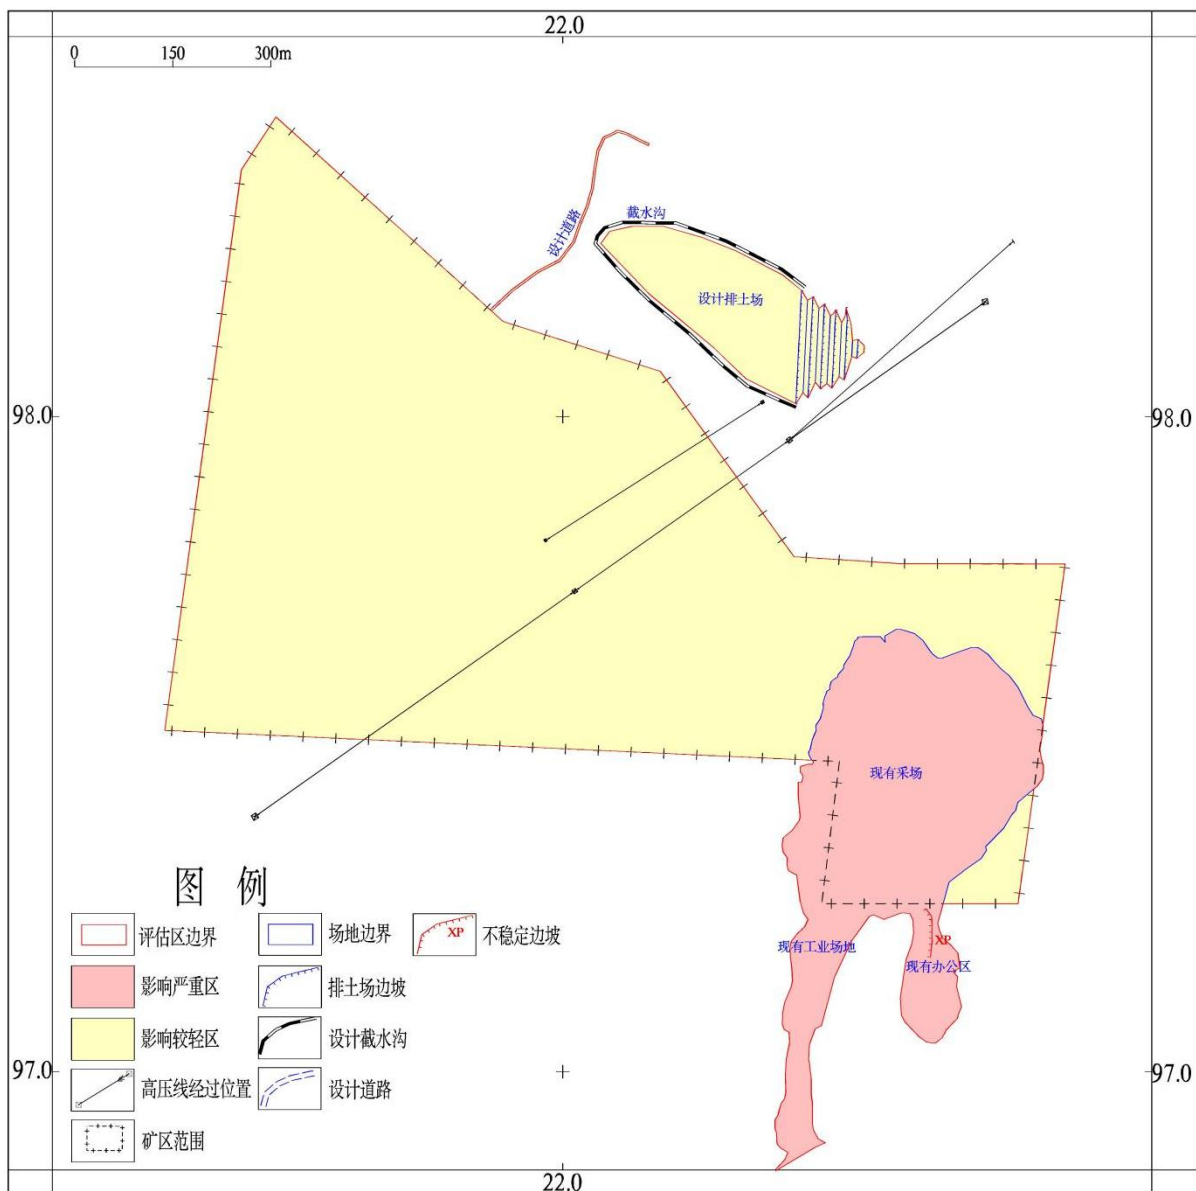 22.0
0 150 300m
截水沟
设计道路
设计排土场
98.0
98.0
现有采场
图 例
评估区边界
场地边界
XP
不稳定边坡
现有工业场地
XP
现有办公区
影响严重区
排土场边坡
影响较轻区
设计截水沟
97.0
97.0
高压线经过位置
设计道路
矿区范围
22.0